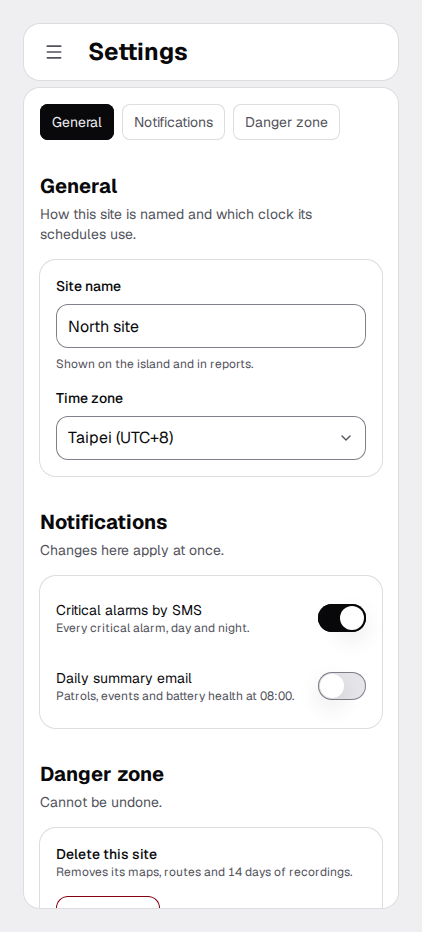 Settings
General
Notifications
Danger zone
General
How this site is named and which clock its
schedules use.
Site name
North site
Shown on the island and in reports.
Time zone
Taipei (UTC+8)
Notifications
Changes here apply at once.
Critical alarms by SMS
Every critical alarm, day and night.
Daily summary email
Patrols, events and battery health at 08:00.
Danger zone
Cannot be undone.
Delete this site
Removes its maps, routes and 14 days of recordings.